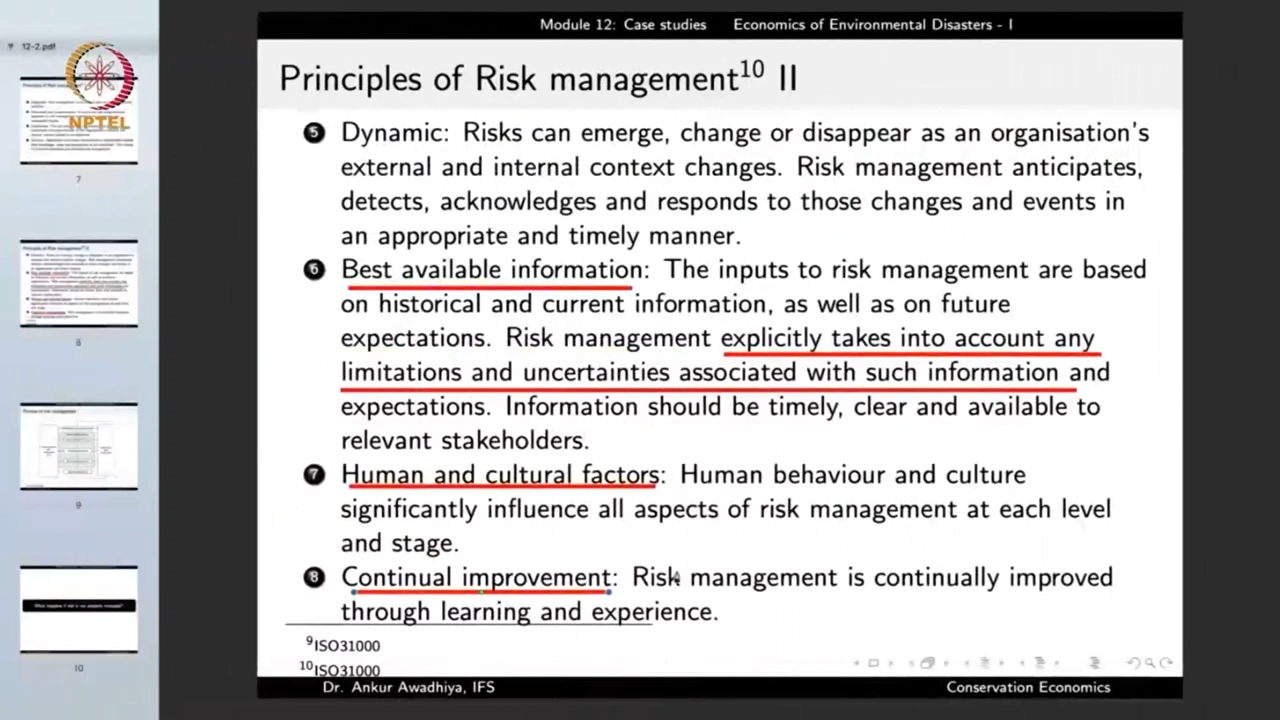 Module 12: Case studies Economics of Environmental Disasters - I
12-2.pdf
NPTEL
7
8
9
10
Principles of Risk management10 II
5 Dynamic: Risks can emerge, change or disappear as an organisation's
external and internal context changes. Risk management anticipates,
detects, acknowledges and responds to those changes and events in
an appropriate and timely manner.
6 Best available information: The inputs to risk management are based
on historical and current information, as well as on future
expectations. Risk management explicitly takes into account any
limitations and uncertainties associated with such information and
expectations. Information should be timely, clear and available to
relevant stakeholders.
7 Human and cultural factors: Human behaviour and culture
significantly influence all aspects of risk management at each level
and stage.
8 Continual improvement: Risk management is continually improved
through learning and experience.
9 ISO31000
10 ISO31000
Dr. Ankur Awadhiya, IFS Conservation Economics